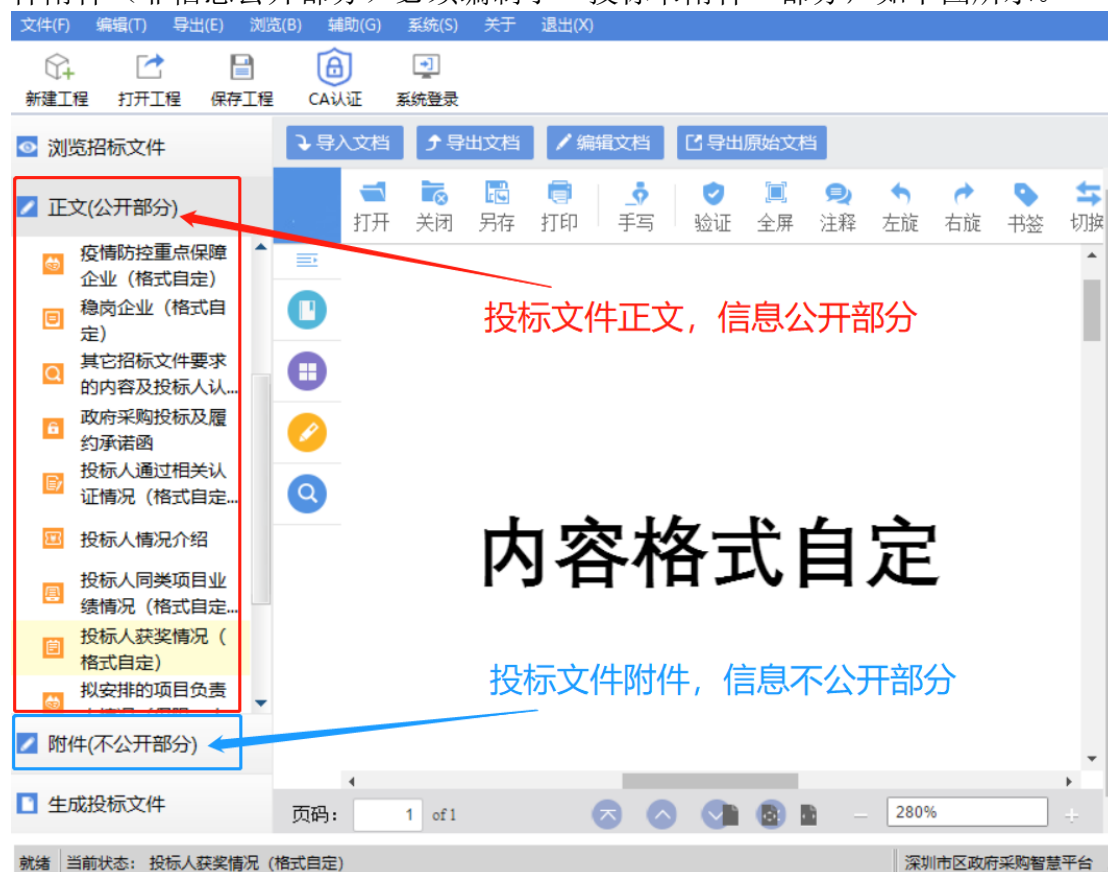 文件(F) 编辑(T) 导出(E) 浏览(B) 辅助(G) 系统(S) 关于 退出(X)
新建工程 打开工程 保存工程 CA认证 系统登录
浏览招标文件
导入文档 导出文档 编辑文档 导出原始文档
正文(公开部分)
打开 关闭 另存 打印 手写 验证 全屏 注释 左旋 右旋 书签 切换
疫情防控重点保障
企业（格式自定）
稳岗企业（格式自
定）
其它招标文件要求
的内容及投标人认...
政府采购投标及履
约承诺函
投标人通过相关认
证情况（格式自定...
投标人情况介绍
投标人同类项目业
绩情况（格式自定...
投标人获奖情况（
格式自定）
拟安排的项目负责
投标文件正文，信息公开部分
内容格式自定
投标文件附件，信息不公开部分
附件(不公开部分)
生成投标文件
页码： 1 of 1 280%
就绪 当前状态： 投标人获奖情况（格式自定） 深圳市区政府采购智慧平台